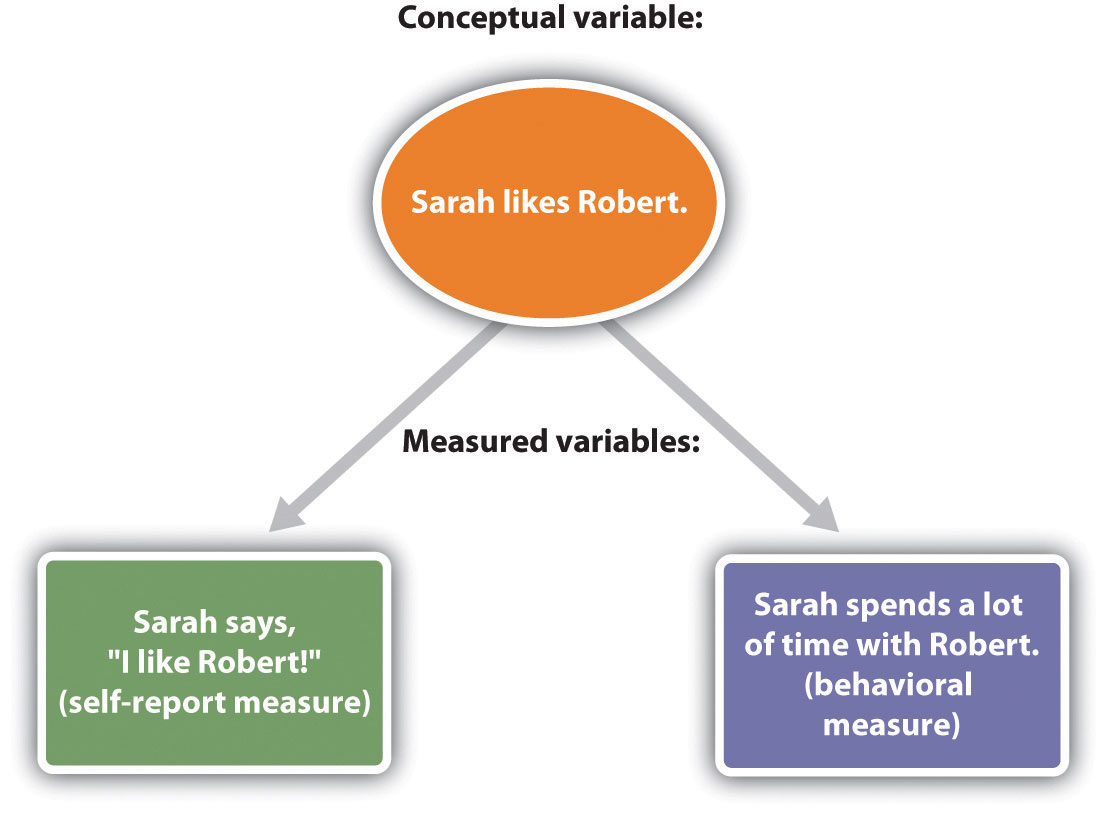 Conceptual variable:
Sarah likes Robert.
Measured variables:
Sarah says,
"I like Robert!"
(self-report measure)
Sarah spends a lot
of time with Robert.
(behavioral
measure)